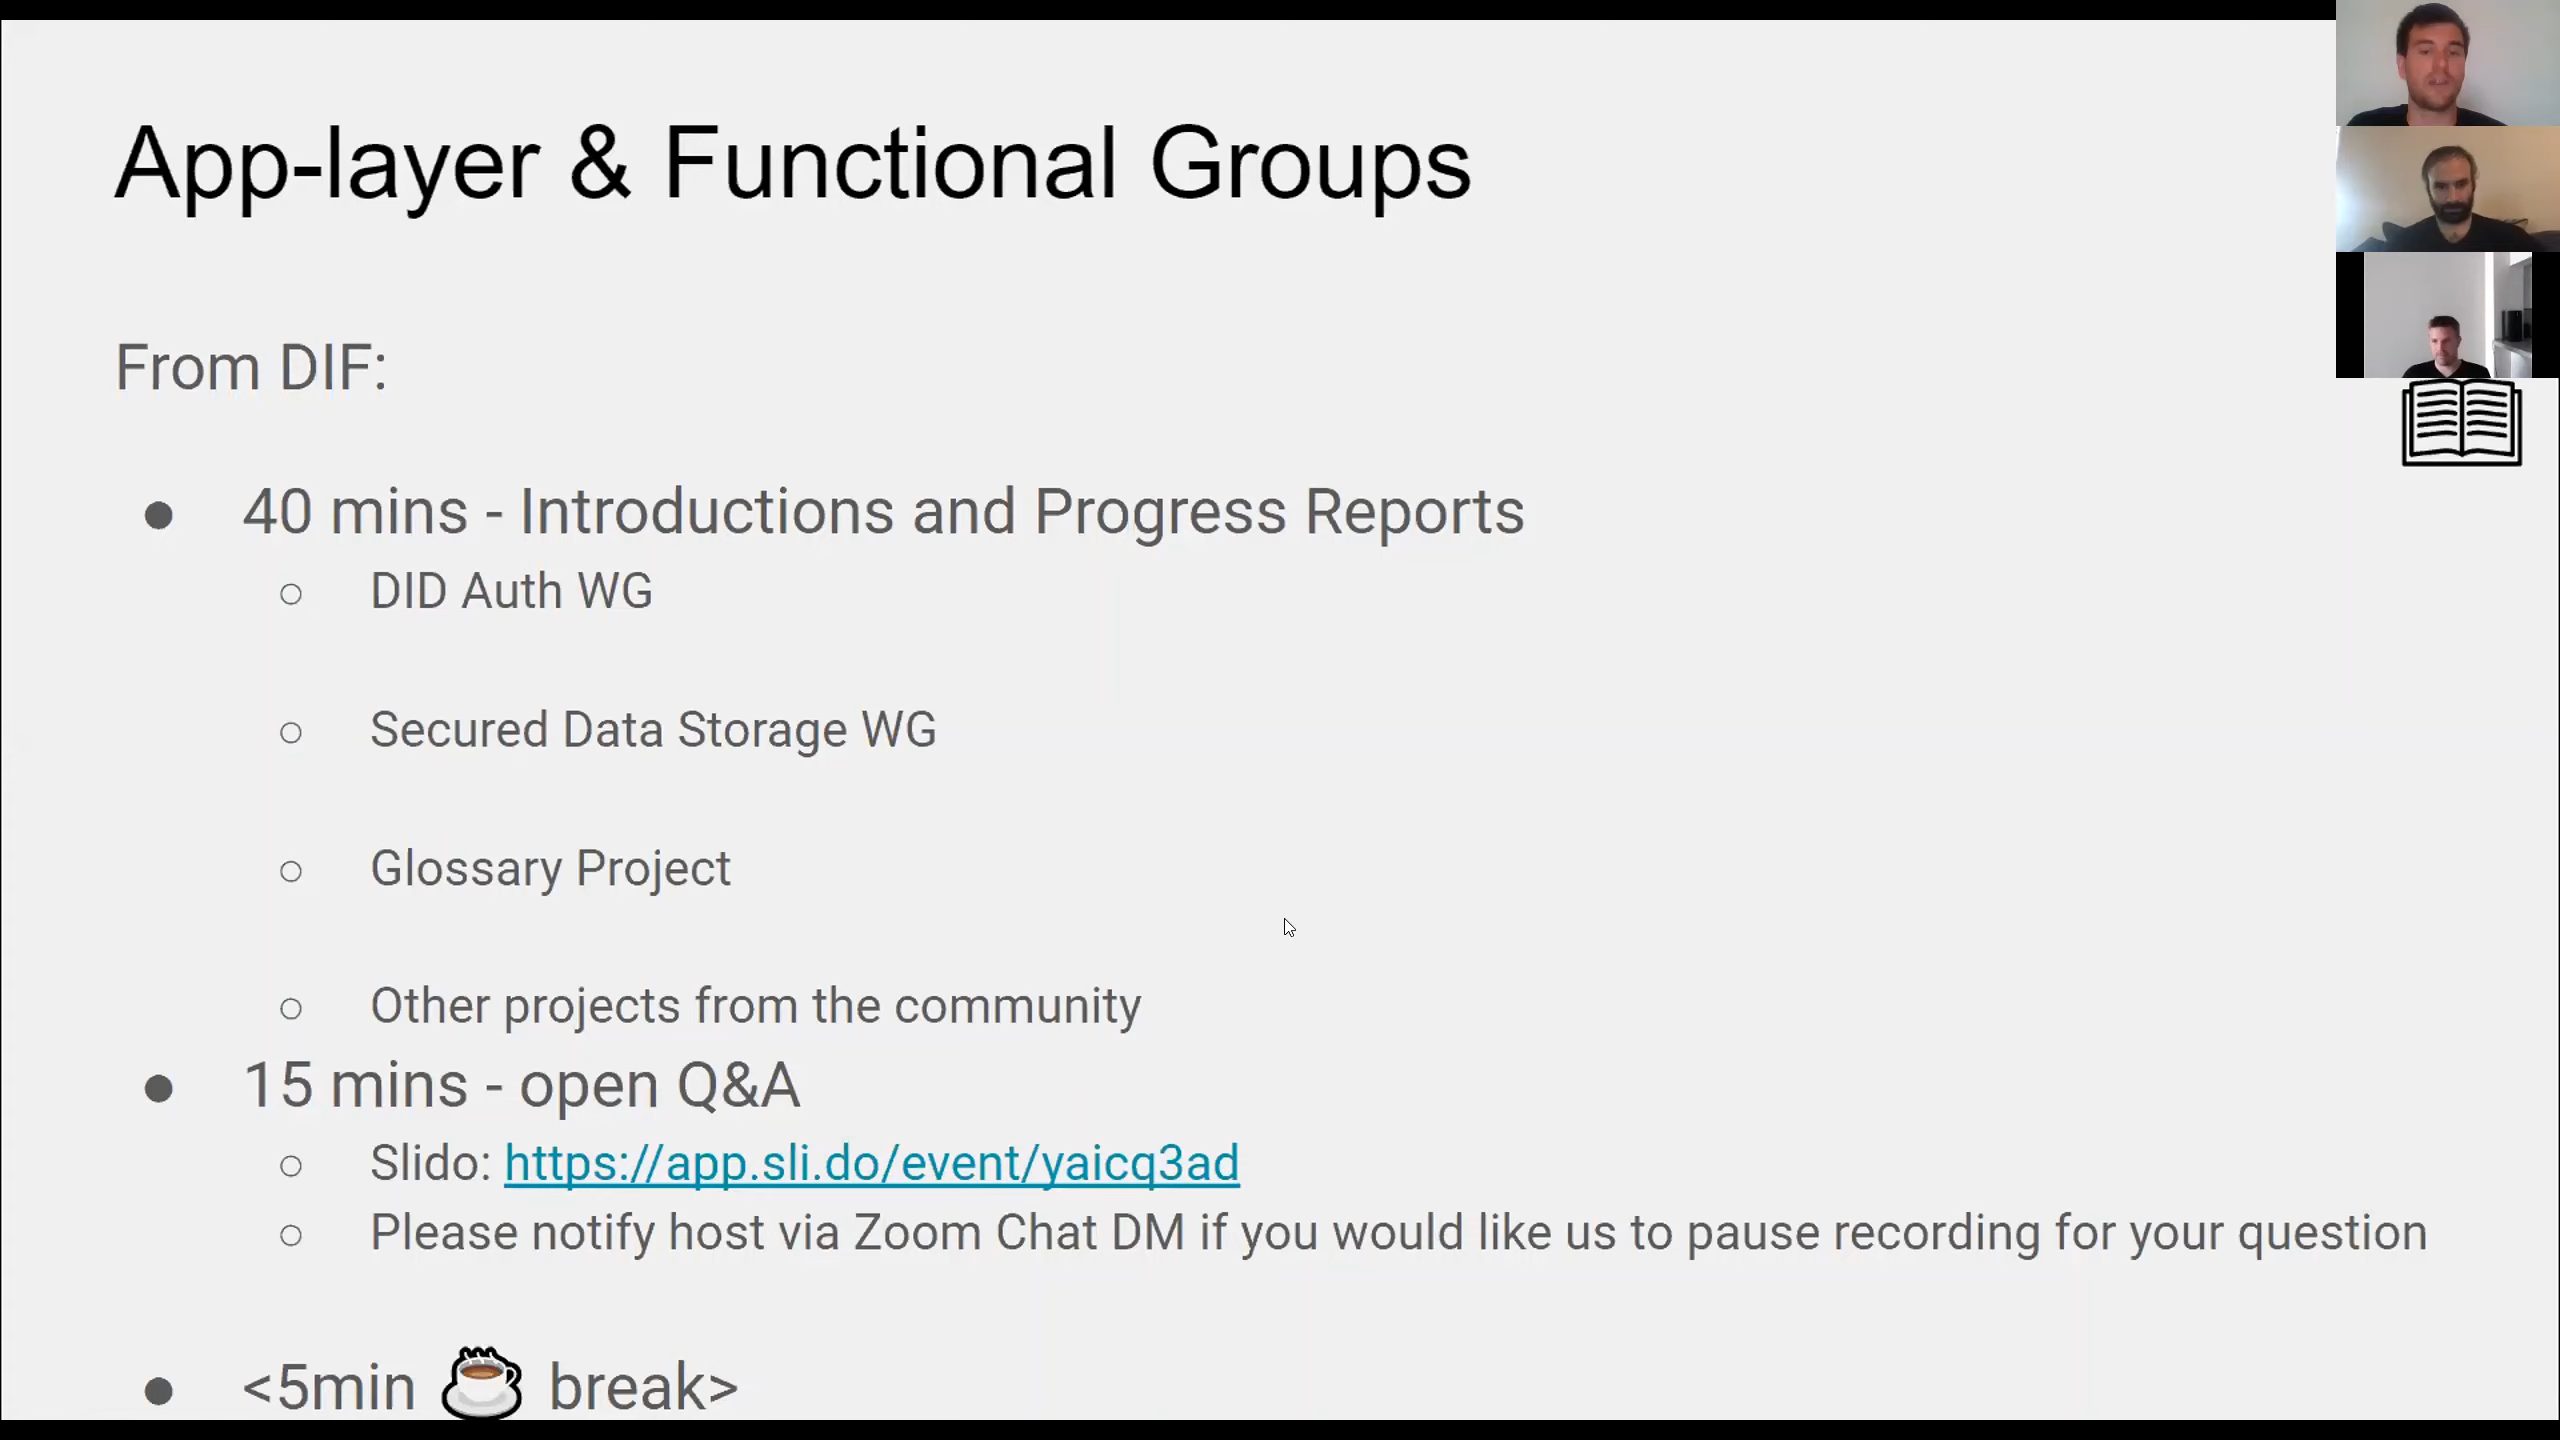 App-layer & Functional Groups
From DIF:
● 40 mins - Introductions and Progress Reports
○ DID Auth WG
○ Secured Data Storage WG
○ Glossary Project
○ Other projects from the community
● 15 mins - open Q&A
○ Slido: https://app.sli.do/event/yaicq3ad
○ Please notify host via Zoom Chat DM if you would like us to pause recording for your question
● <5min ☕ break>